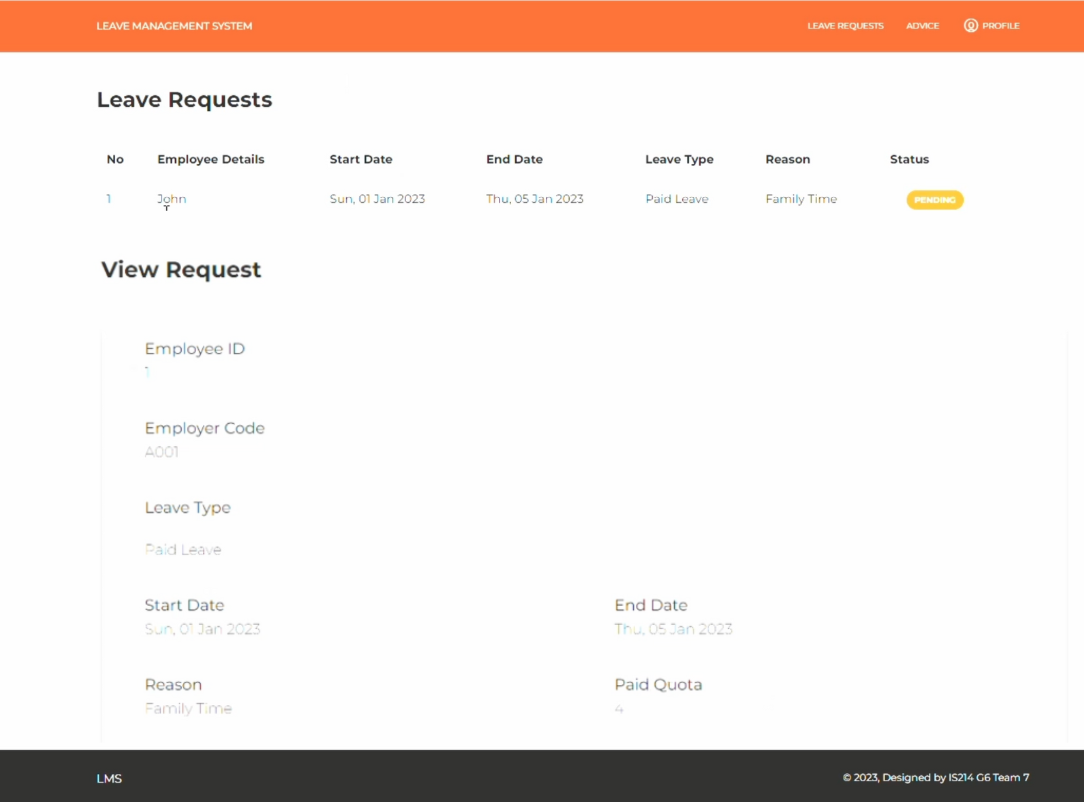 LEAVE MANAGEMENT SYSTEM LEAVE REQUESTS ADVICE PROFILE
Leave Requests
No Employee Details Start Date End Date Leave Type Reason Status
1 John Sun, 01 Jan 2023 Thu, 05 Jan 2023 Paid Leave Family Time PENDING
View Request
Employee ID
1
Employer Code
A001
Leave Type
Paid Leave
Start Date End Date
Sun, 01 Jan 2023 Thu, 05 Jan 2023
Reason Paid Quota
Family Time 4
LMS © 2023, Designed by IS214 G6 Team 7